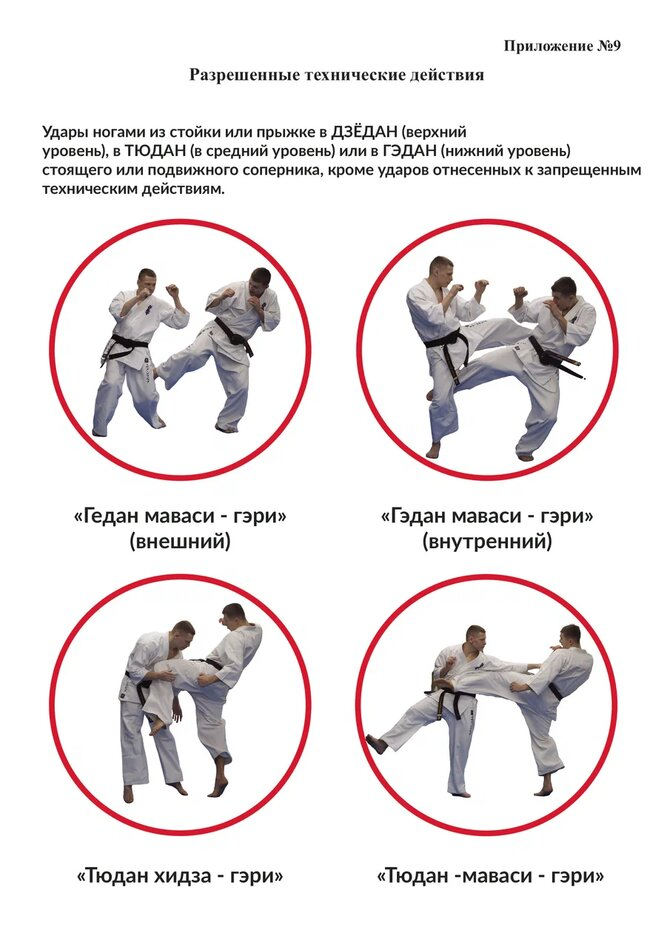 Приложение №9
Разрешенные технические действия
Удары ногами из стойки или прыжке в ДЗЁДАН (верхний
уровень), в ТЮДАН (в средний уровень) или в ГЭДАН (нижний уровень)
стоящего или подвижного соперника, кроме ударов отнесенных к запрещенным
техническим действиям.
«Гедан маваси - гэри»
(внешний)
«Гэдан маваси - гэри»
(внутренний)
«Тюдан хидза - гэри»
«Тюдан -маваси - гэри»